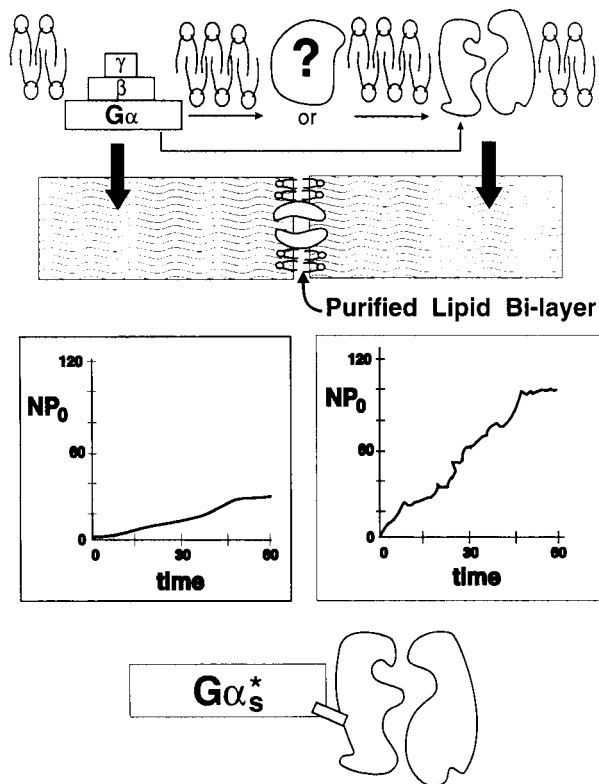 γ
β
Gα
?
or
Purified Lipid Bi-layer
120
NP₀
60
0
0 30 60
time
120
NP₀
60
0
0 30 60
time
Gα*s